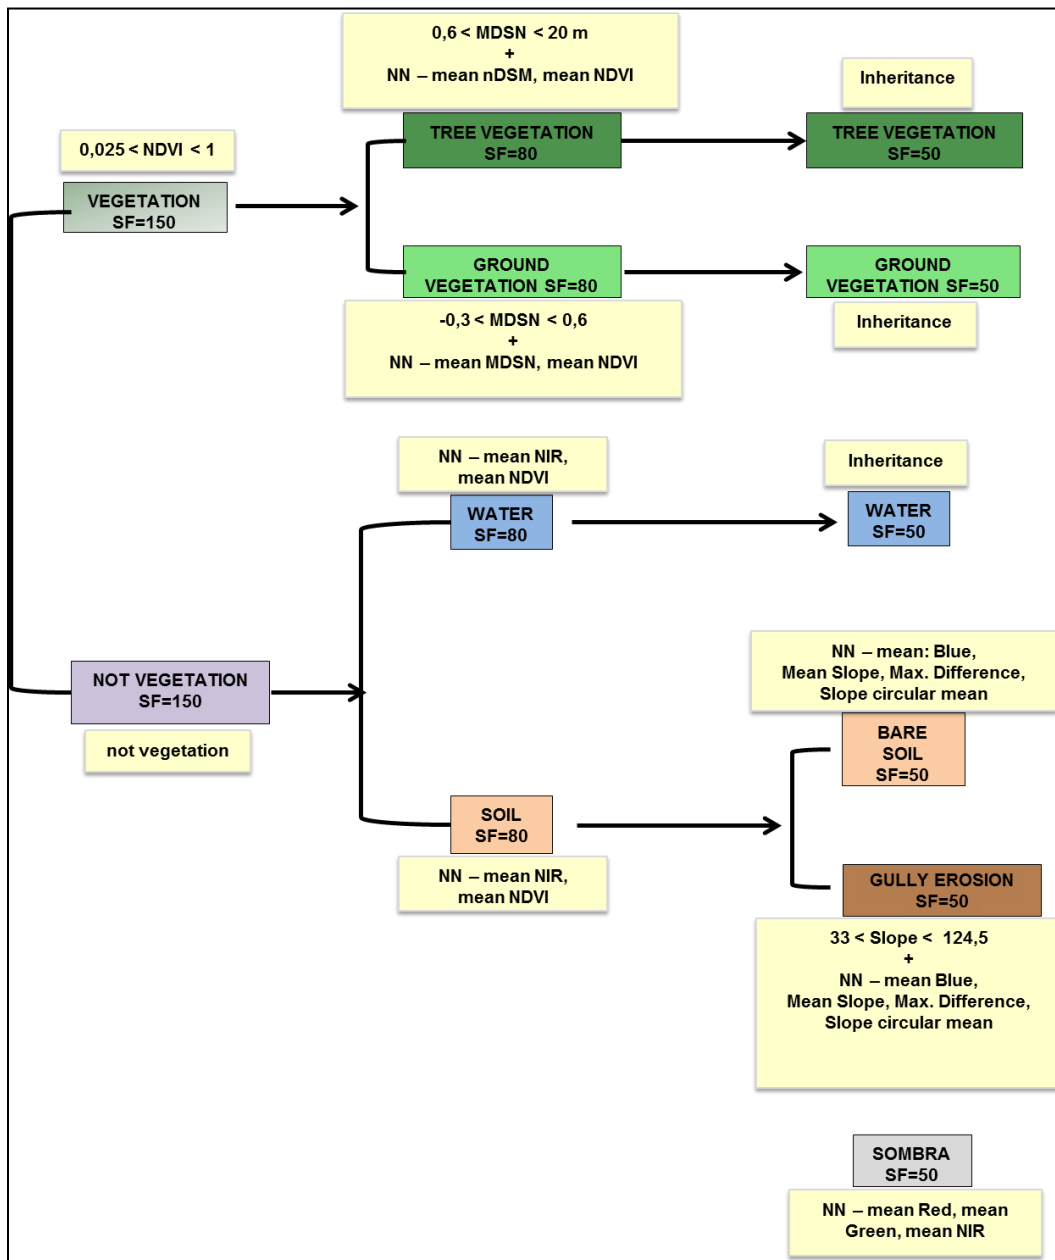 0,6 < MDSN < 20 m
+
NN – mean nDSM, mean NDVI
Inheritance
TREE VEGETATION
SF=80
TREE VEGETATION
SF=50
0,025 < NDVI < 1
VEGETATION
SF=150
GROUND
VEGETATION SF=80
GROUND
VEGETATION SF=50
-0,3 < MDSN < 0,6
+
NN – mean MDSN, mean NDVI
Inheritance
NN – mean NIR,
mean NDVI
Inheritance
WATER
SF=80
WATER
SF=50
NN – mean: Blue,
Mean Slope, Max. Difference,
Slope circular mean
NOT VEGETATION
SF=150
not vegetation
BARE
SOIL
SF=50
SOIL
SF=80
NN – mean NIR,
mean NDVI
GULLY EROSION
SF=50
33 < Slope < 124,5
+
NN – mean Blue,
Mean Slope, Max. Difference,
Slope circular mean
SOMBRA
SF=50
NN – mean Red, mean
Green, mean NIR